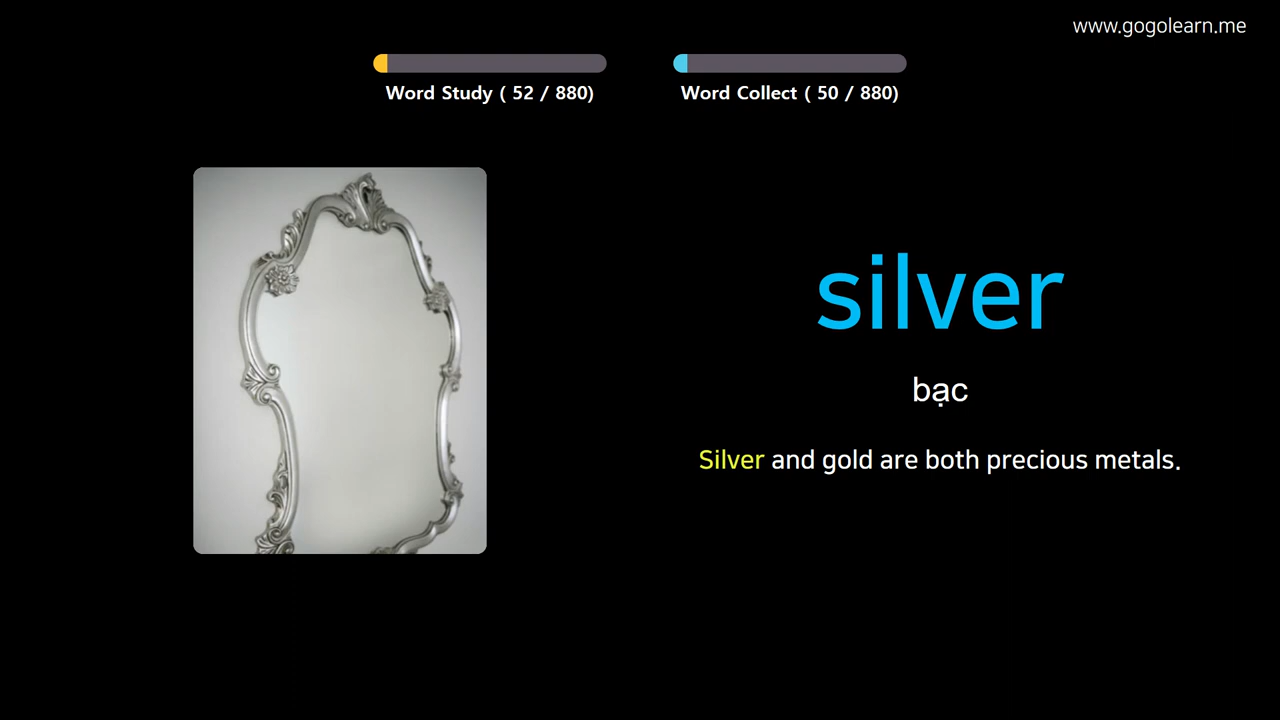 www.gogolearn.me
Word Study ( 52 / 880)
Word Collect ( 50 / 880)
silver
bạc
Silver and gold are both precious metals.